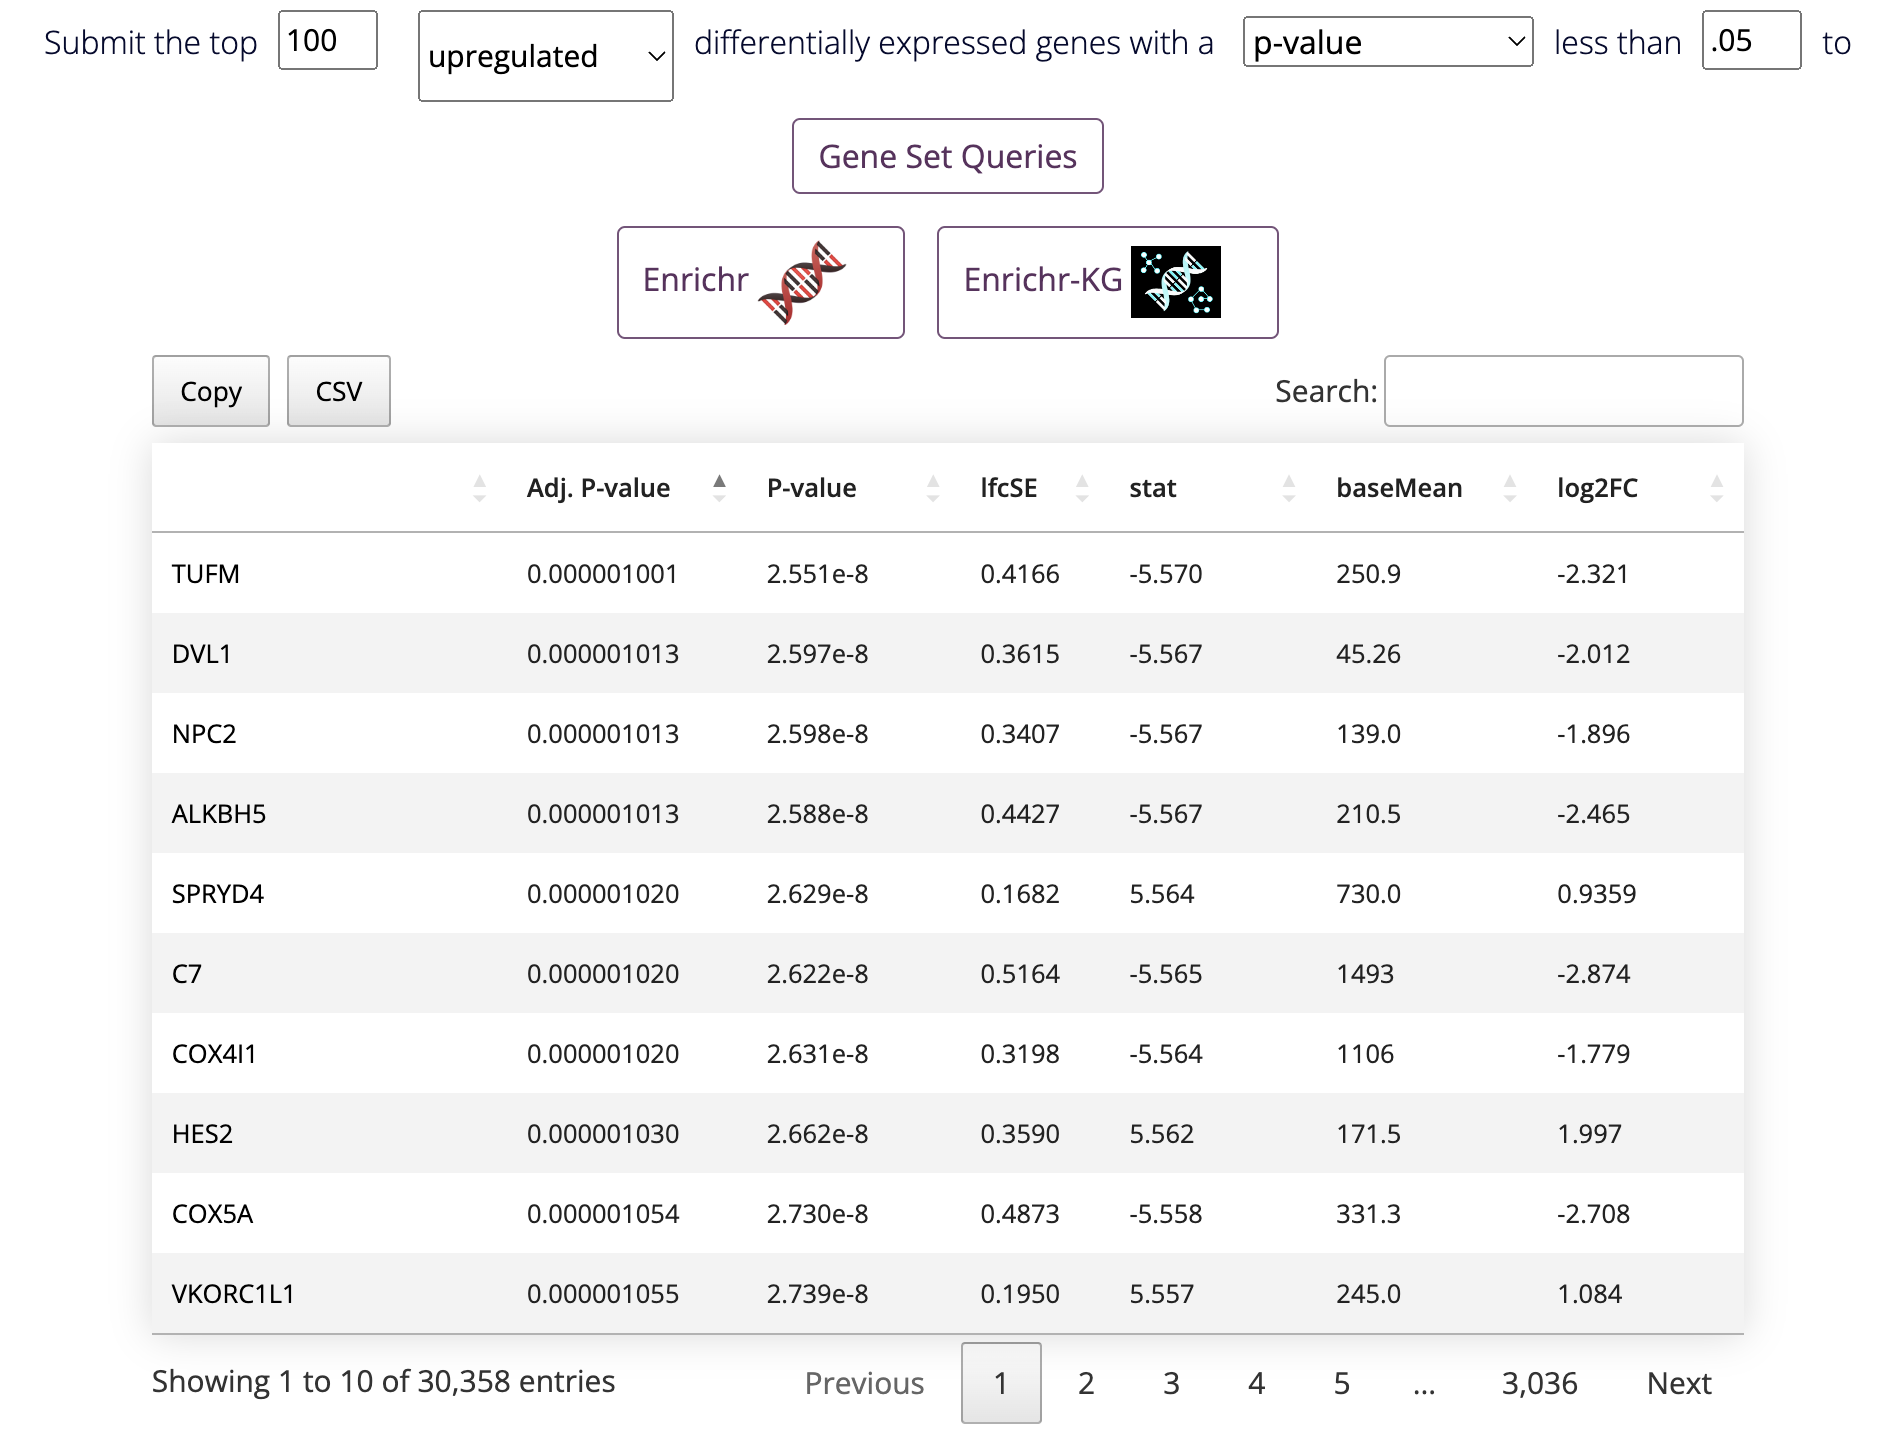 Submit the top 100 upregulated differentially expressed genes with a p-value less than .05 to
Gene Set Queries
Enrichr Enrichr-KG
Copy CSV Search:
Adj. P-value P-value lfcSE stat baseMean log2FC
TUFM 0.000001001 2.551e-8 0.4166 -5.570 250.9 -2.321
DVL1 0.000001013 2.597e-8 0.3615 -5.567 45.26 -2.012
NPC2 0.000001013 2.598e-8 0.3407 -5.567 139.0 -1.896
ALKBH5 0.000001013 2.588e-8 0.4427 -5.567 210.5 -2.465
SPRYD4 0.000001020 2.629e-8 0.1682 5.564 730.0 0.9359
C7 0.000001020 2.622e-8 0.5164 -5.565 1493 -2.874
COX4I1 0.000001020 2.631e-8 0.3198 -5.564 1106 -1.779
HES2 0.000001030 2.662e-8 0.3590 5.562 171.5 1.997
COX5A 0.000001054 2.730e-8 0.4873 -5.558 331.3 -2.708
VKORC1L1 0.000001055 2.739e-8 0.1950 5.557 245.0 1.084
Showing 1 to 10 of 30,358 entries Previous 1 2 3 4 5 ... 3,036 Next